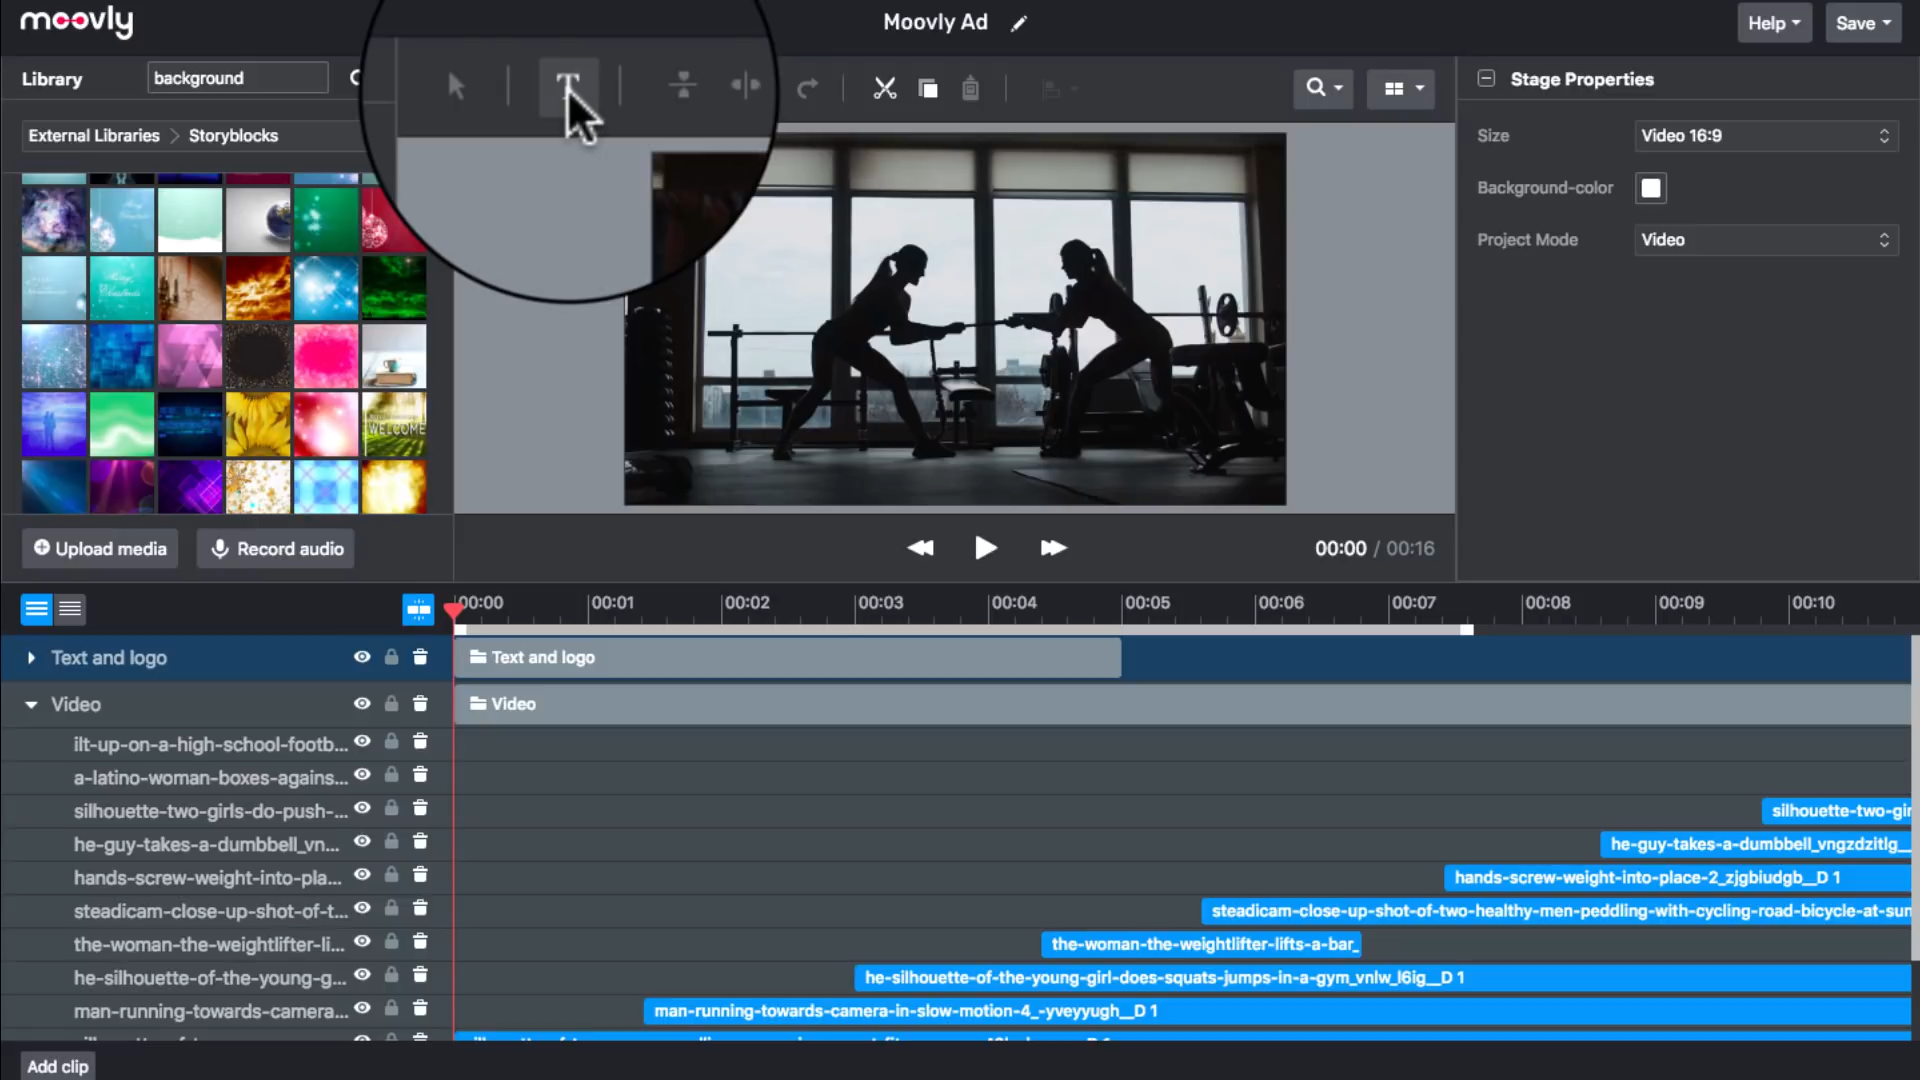 moovly
Moovly Ad
Help
Save
Library
background
External Libraries > Storyblocks
WELCOME
Upload media
Record audio
00:00 / 00:16
Stage Properties
Size
Video 16:9
Background-color
Project Mode
Video
00:00
00:01
00:02
00:03
00:04
00:05
00:06
00:07
00:08
00:09
00:10
Text and logo
Text and logo
Video
Video
ilt-up-on-a-high-school-footb...
a-latino-woman-boxes-agains...
silhouette-two-girls-do-push-...
silhouette-two-gir
he-guy-takes-a-dumbbell_vn...
he-guy-takes-a-dumbbell_vngzdzitlg__
hands-screw-weight-into-pla...
hands-screw-weight-into-place-2_zjgbiudgb__D 1
steadicam-close-up-shot-of-t...
steadicam-close-up-shot-of-two-healthy-men-peddling-with-cycling-road-bicycle-at-sun
the-woman-the-weightlifter-li...
the-woman-the-weightlifter-lifts-a-bar_
he-silhouette-of-the-young-g...
he-silhouette-of-the-young-girl-does-squats-jumps-in-a-gym_vnlw_l6ig__D 1
man-running-towards-camera...
man-running-towards-camera-in-slow-motion-4_-yveyyugh__D 1
Add clip